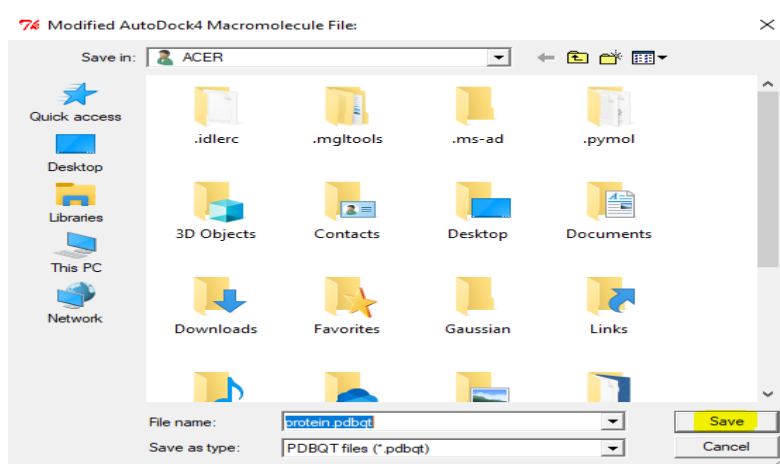 Modified AutoDock4 Macromolecule File:
Save in: ACER
Quick access
Desktop
Libraries
This PC
Network
.idlerc .mgltools .ms-ad .pymol
3D Objects Contacts Desktop Documents
Downloads Favorites Gaussian Links
File name: protein.pdbqt Save
Save as type: PDBQT files (*.pdbqt) Cancel